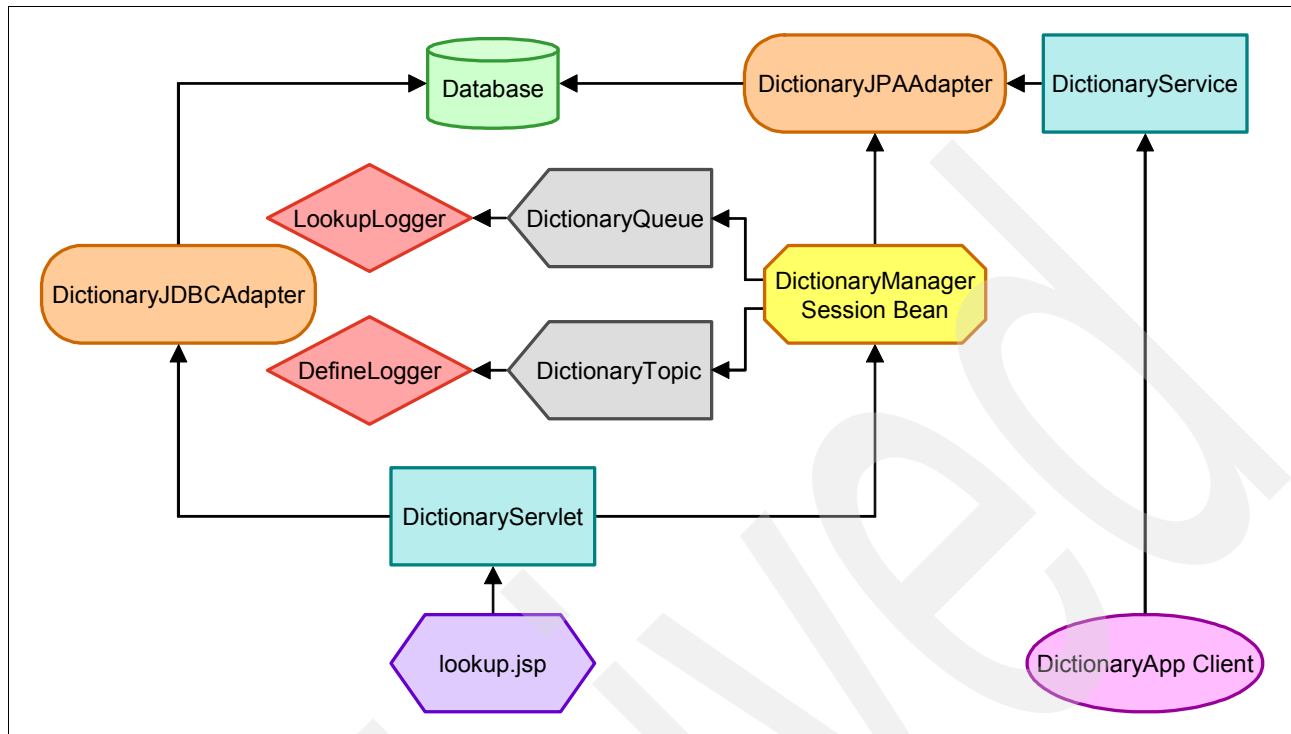 Database
DictionaryJPAAdapter
DictionaryService
LookupLogger
DictionaryQueue
DictionaryJDBCAdapter
DictionaryManager
Session Bean
DefineLogger
DictionaryTopic
DictionaryServlet
lookup.jsp
DictionaryApp Client